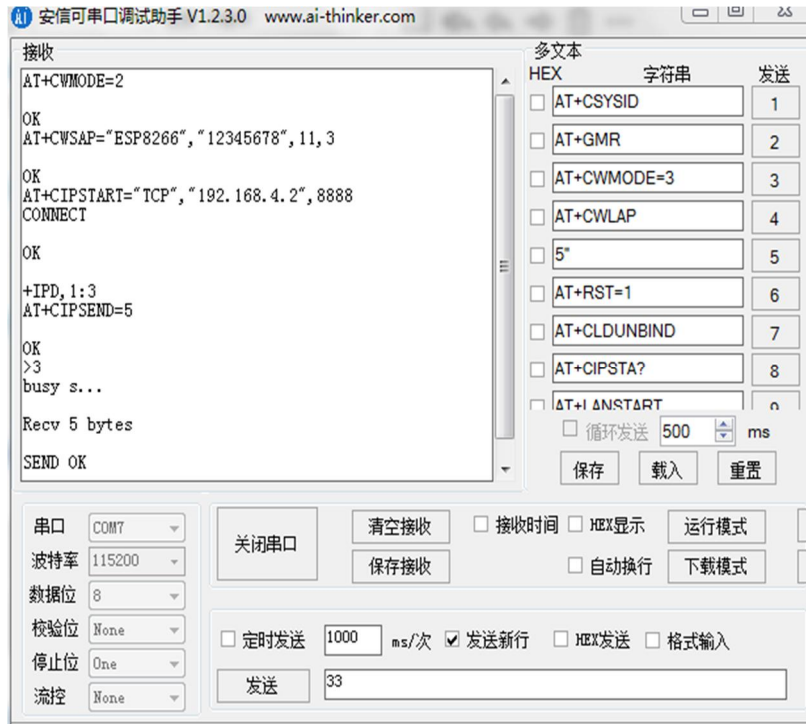 安信可串口调试助手 V1.2.3.0 www.ai-thinker.com
接收
AT+CWMODE=2
OK
AT+CWSAP="ESP8266","12345678",11,3
OK
AT+CIPSTART="TCP","192.168.4.2",8888
CONNECT
OK
+IPD,1:3
AT+CIPSEND=5
OK
>3
busy s...
Recv 5 bytes
SEND OK
多文本
HEX 字符串 发送
AT+CSYSID 1
AT+GMR 2
AT+CWMODE=3 3
AT+CWLAP 4
5" 5
AT+RST=1 6
AT+CLDUNBIND 7
AT+CIPSTA? 8
AT+LANSTART 9
循环发送 500 ms
保存 载入 重置
串口 COM7
波特率 115200
数据位 8
校验位 None
停止位 One
流控 None
关闭串口 清空接收 接收时间 HEX显示 运行模式
保存接收 自动换行 下载模式
定时发送 1000 ms/次 发送新行 HEX发送 格式输入
发送 33